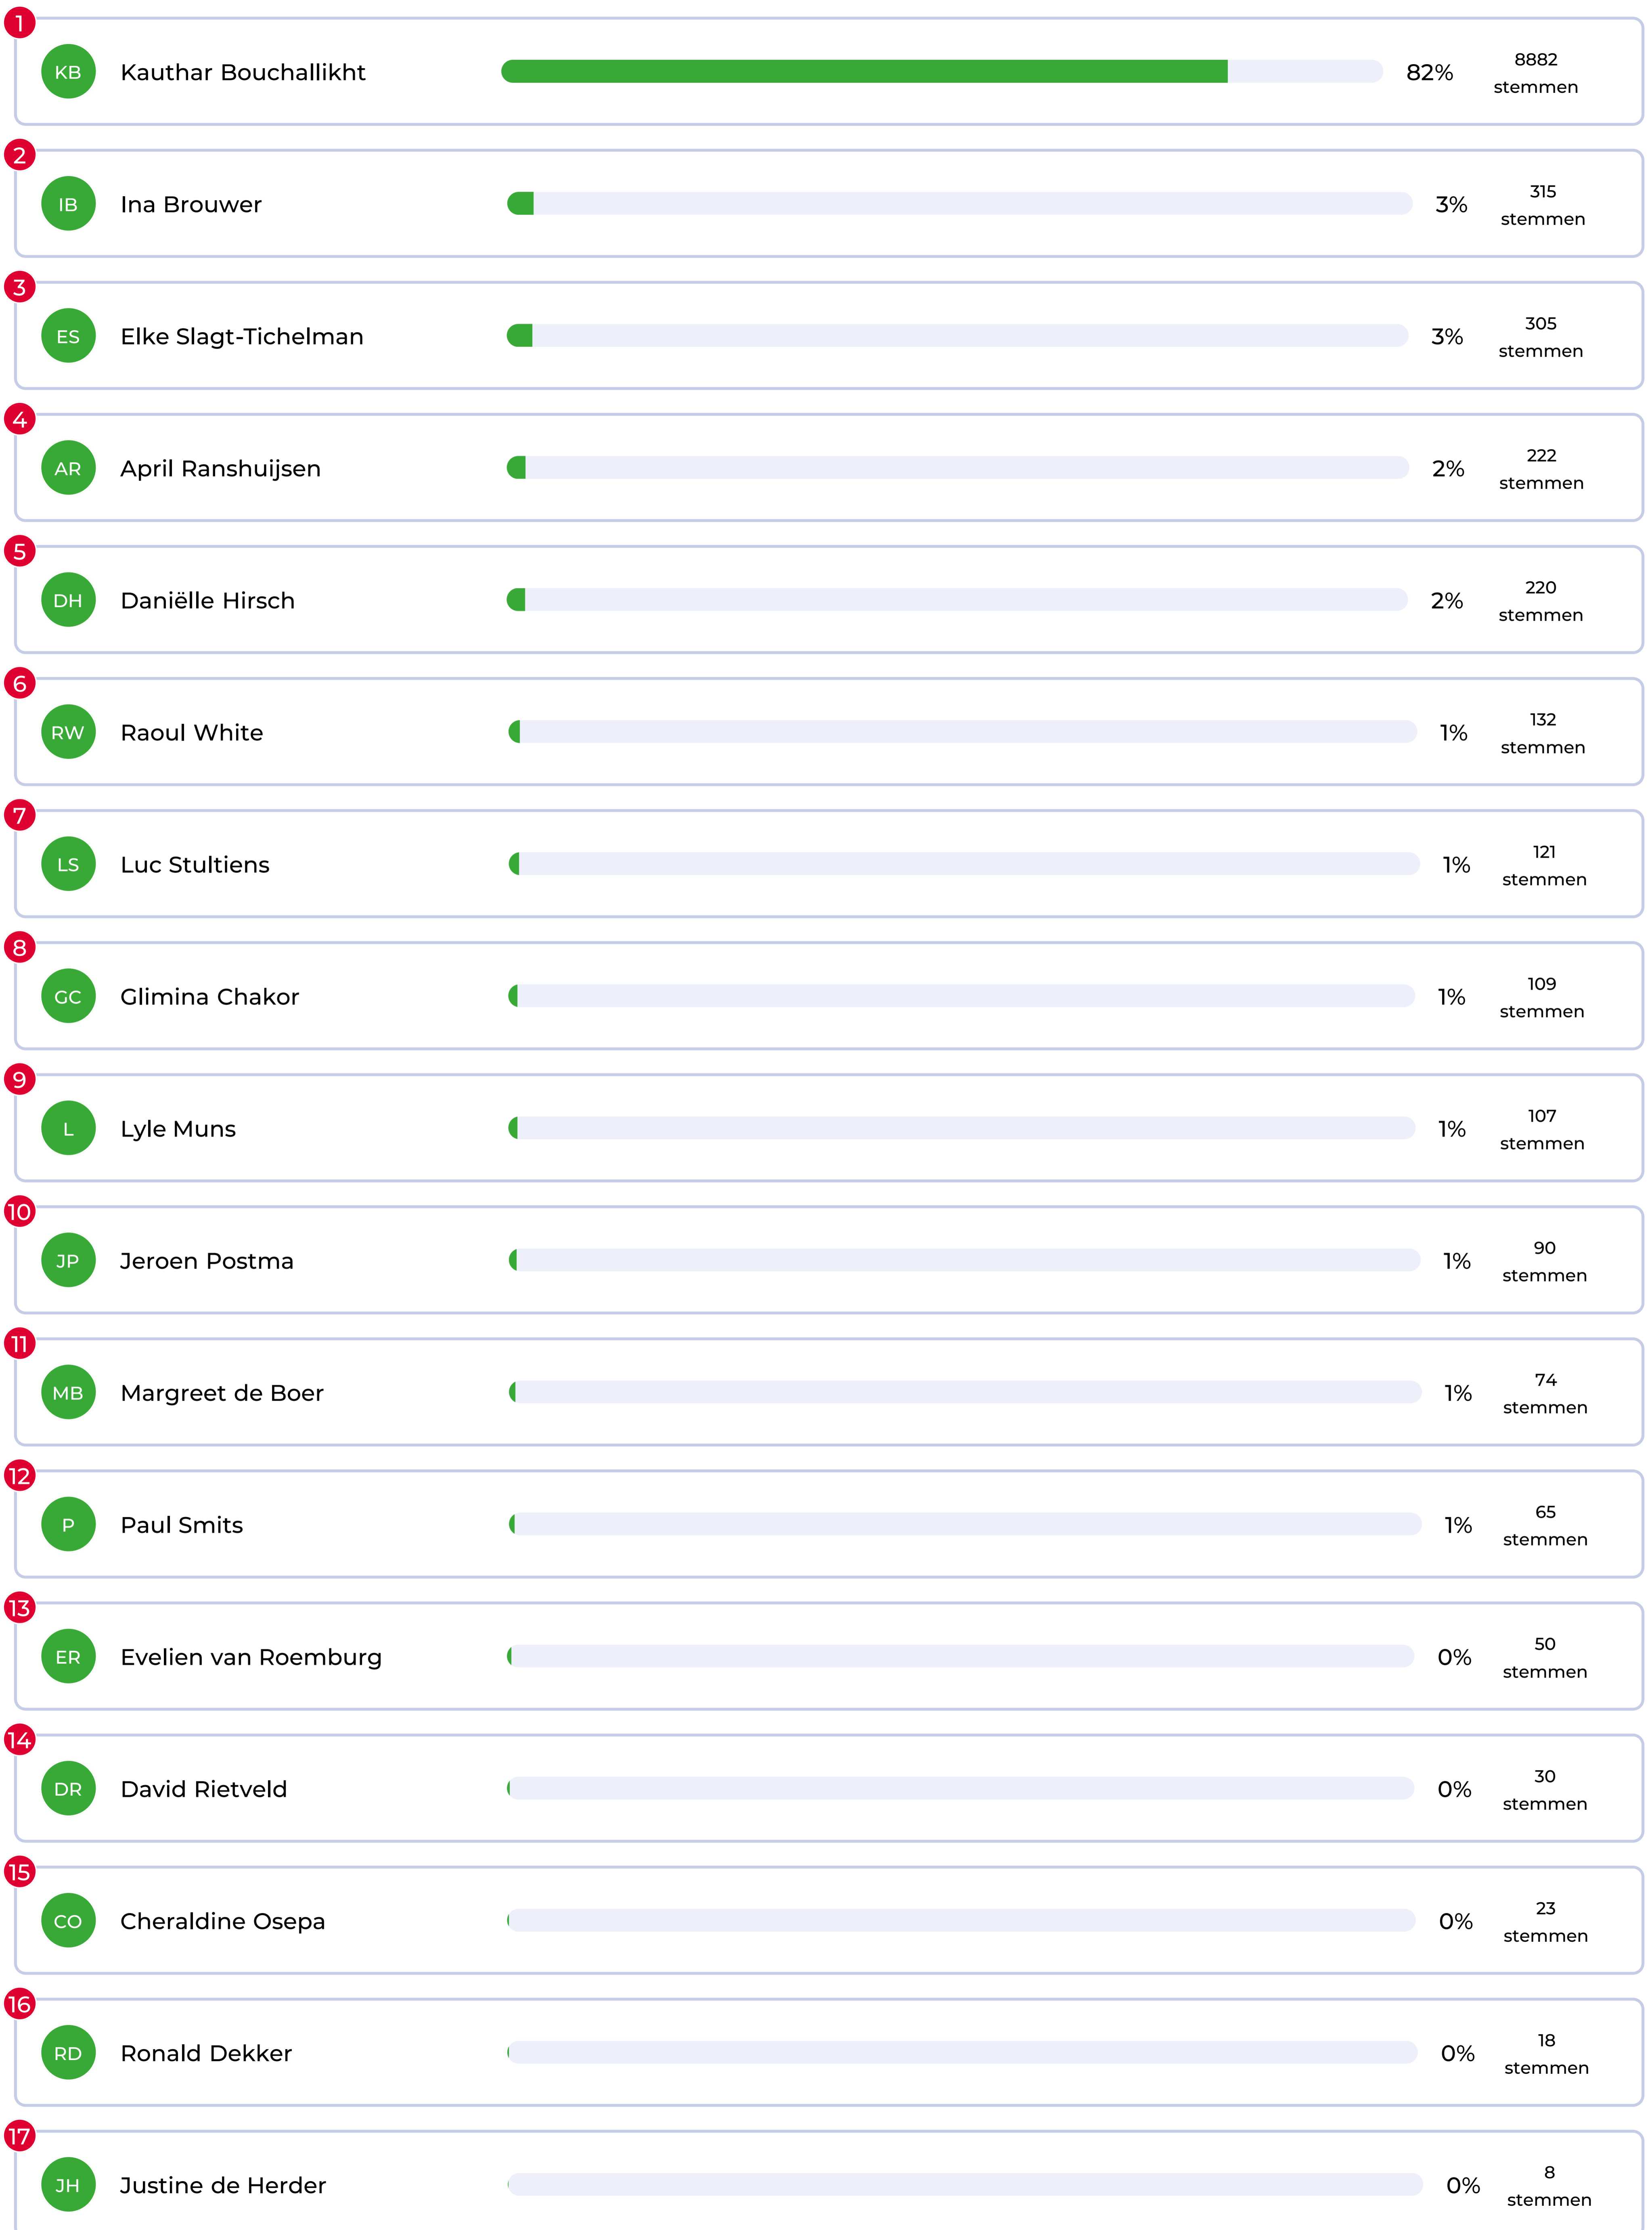 1
KB
Kauthar Bouchallikht
82%
8882
stemmen
2
IB
Ina Brouwer
3%
315
stemmen
3
ES
Elke Slagt-Tichelman
3%
305
stemmen
4
AR
April Ranshuijsen
2%
222
stemmen
5
DH
Daniëlle Hirsch
2%
220
stemmen
6
RW
Raoul White
1%
132
stemmen
7
LS
Luc Stultiens
1%
121
stemmen
8
GC
Glimina Chakor
1%
109
stemmen
9
L
Lyle Muns
1%
107
stemmen
10
JP
Jeroen Postma
1%
90
stemmen
11
MB
Margreet de Boer
1%
74
stemmen
12
P
Paul Smits
1%
65
stemmen
13
ER
Evelien van Roemburg
0%
50
stemmen
14
DR
David Rietveld
0%
30
stemmen
15
CO
Cheraldine Osepa
0%
23
stemmen
16
RD
Ronald Dekker
0%
18
stemmen
17
JH
Justine de Herder
0%
8
stemmen